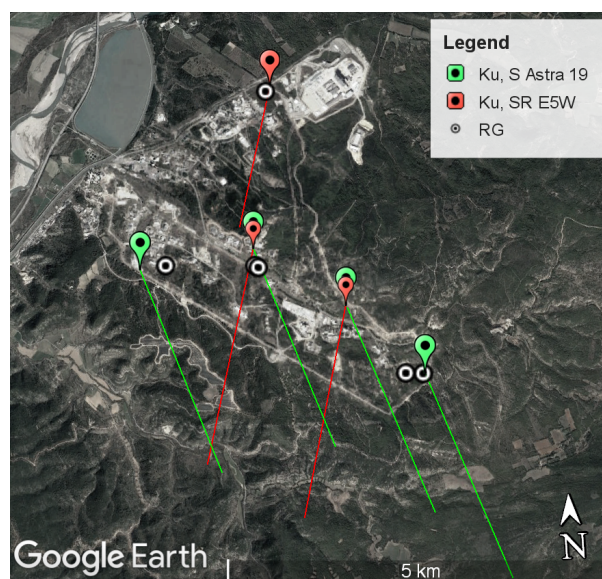 Legend
Ku, S Astra 19
Ku, SR E5W
RG
N
Google Earth
5 km